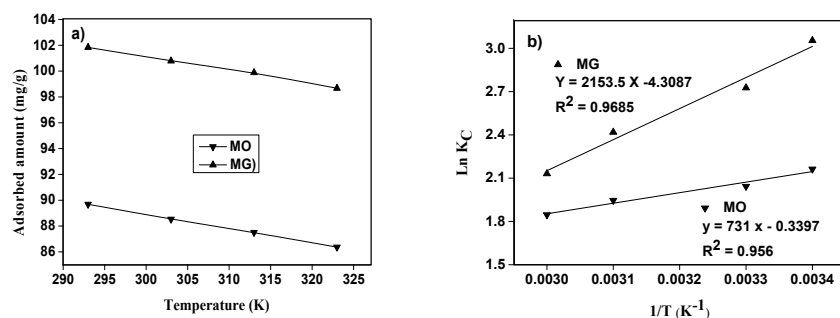 a)
104
102
100
98
96
94
92
90
88
86
Adsorbed amount (mg/g)
MO
MG)
290 295 300 305 310 315 320 325
Temperature (K)
b)
3.0
2.7
2.4
2.1
1.8
1.5
Ln KC
MG
Y = 2153.5 X -4.3087
R2 = 0.9685
MO
y = 731 x - 0.3397
R2 = 0.956
0.0030 0.0031 0.0032 0.0033 0.0034
1/T (K-1)